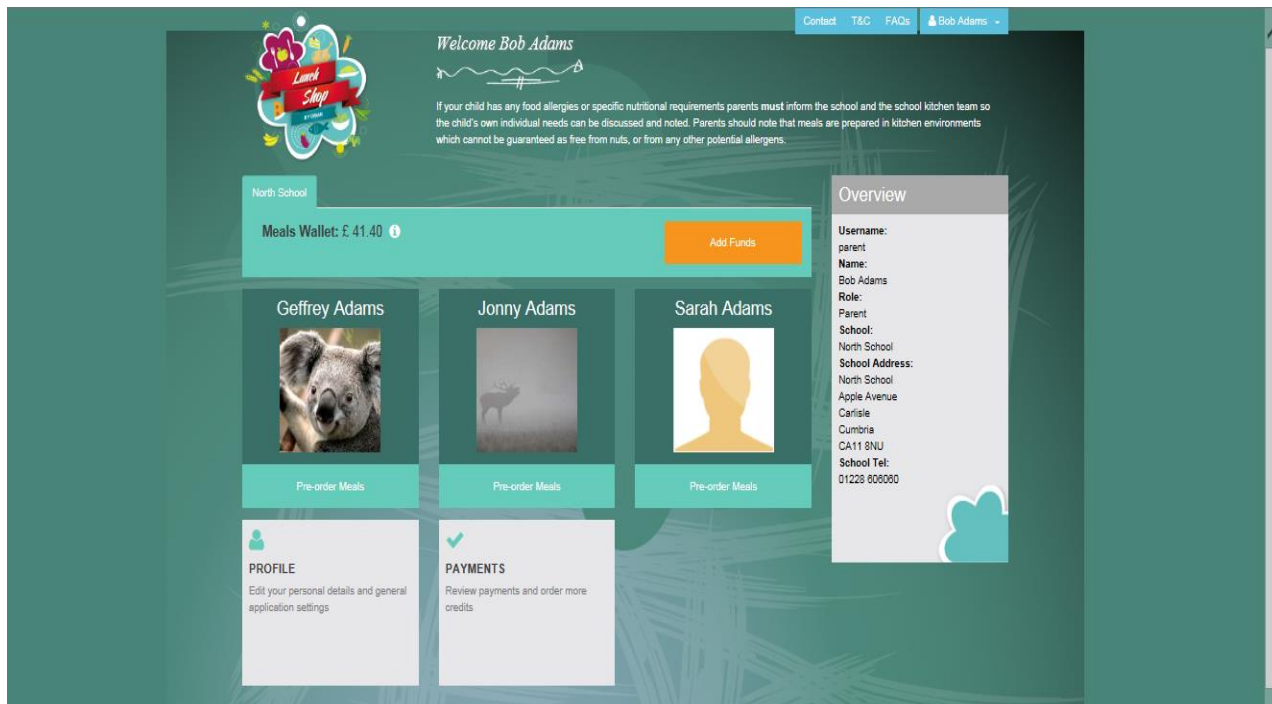 Contact T&C FAQs Bob Adams
Lunch
Shop
Welcome Bob Adams
If your child has any food allergies or specific nutritional requirements parents must inform the school and the school kitchen team so
the child's own individual needs can be discussed and noted. Parents should note that meals are prepared in kitchen environments
which cannot be guaranteed as free from nuts, or from any other potential allergens.
North School
Meals Wallet: £ 41.40
Add Funds
Geffrey Adams
Pre-order Meals
Jonny Adams
Pre-order Meals
Sarah Adams
Pre-order Meals
PROFILE
Edit your personal details and general
application settings
PAYMENTS
Review payments and order more
credits
Overview
Username:
parent
Name:
Bob Adams
Role:
Parent
School:
North School
School Address:
North School
Apple Avenue
Carlisle
Cumbria
CA11 8NU
School Tel:
01228 606060